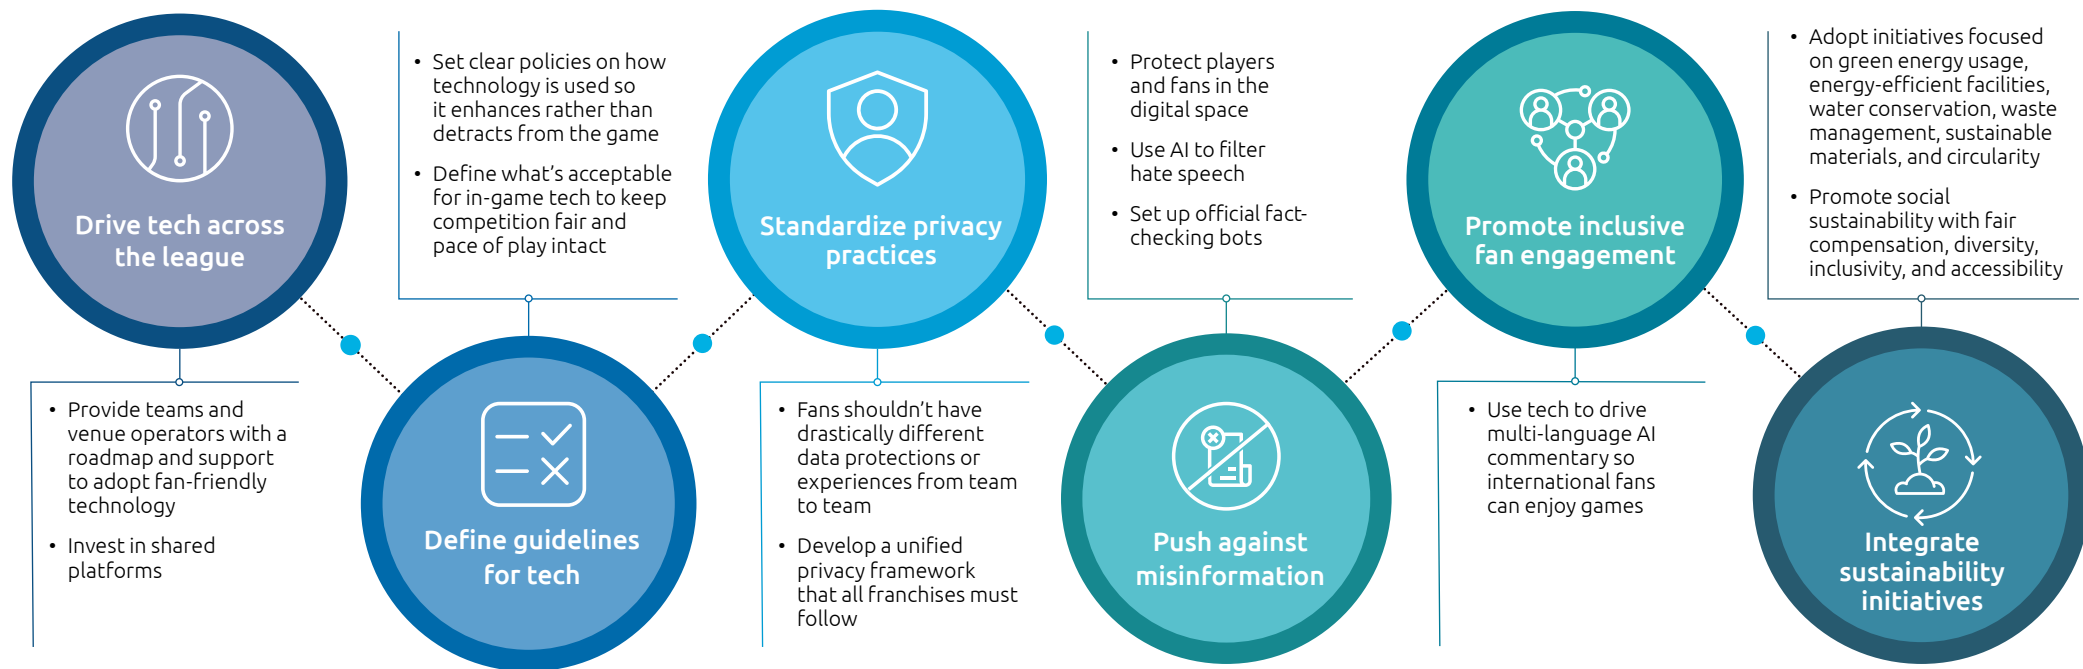 Drive tech across
the league
• Provide teams and
venue operators with a
roadmap and support
to adopt fan-friendly
technology
• Invest in shared
platforms
• Set clear policies on how
technology is used so
it enhances rather than
detracts from the game
• Define what’s acceptable
for in-game tech to keep
competition fair and
pace of play intact
Define guidelines
for tech
Standardize privacy
practices
• Fans shouldn’t have
drastically different
data protections or
experiences from team
to team
• Develop a unified
privacy framework
that all franchises must
follow
• Protect players
and fans in the
digital space
• Use AI to filter
hate speech
• Set up official fact-
checking bots
Push against
misinformation
Promote inclusive
fan engagement
• Use tech to drive
multi-language AI
commentary so
international fans
can enjoy games
• Adopt initiatives focused
on green energy usage,
energy-efficient facilities,
water conservation, waste
management, sustainable
materials, and circularity
• Promote social
sustainability with fair
compensation, diversity,
inclusivity, and accessibility
Integrate
sustainability
initiatives